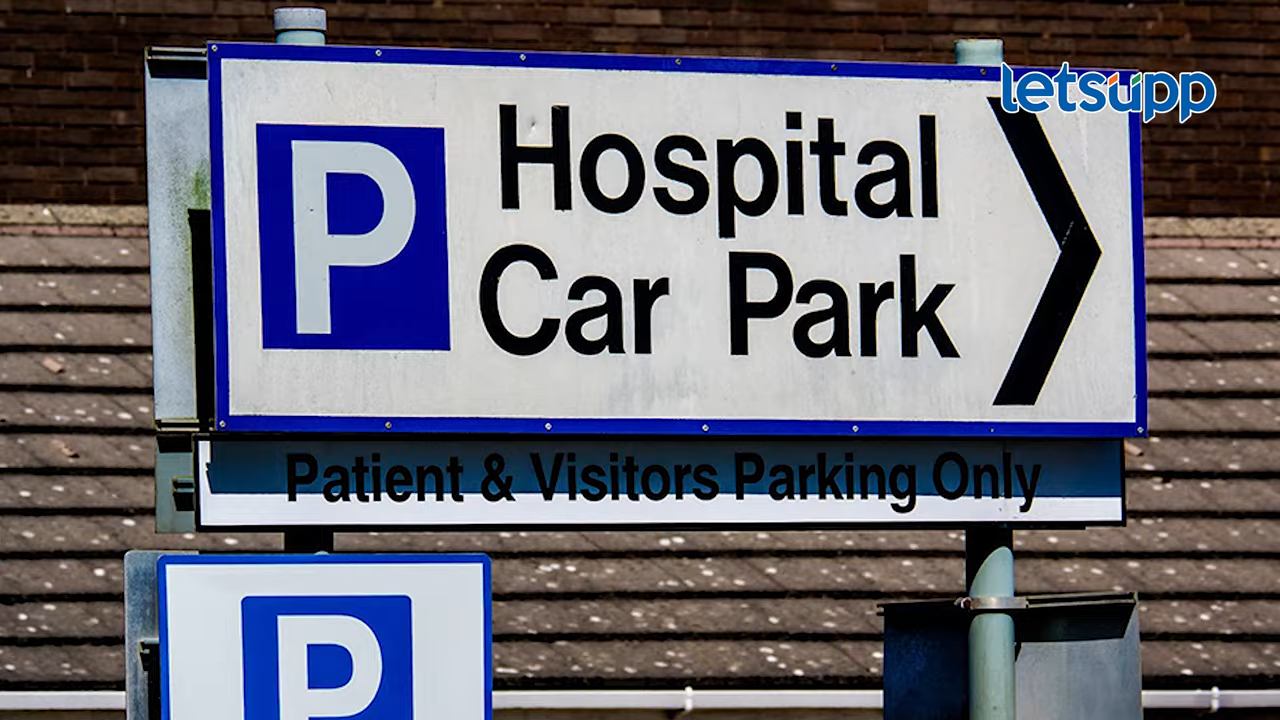 letsupp
P
Hospital
Car Park
Patient & Visitors Parking Only
P